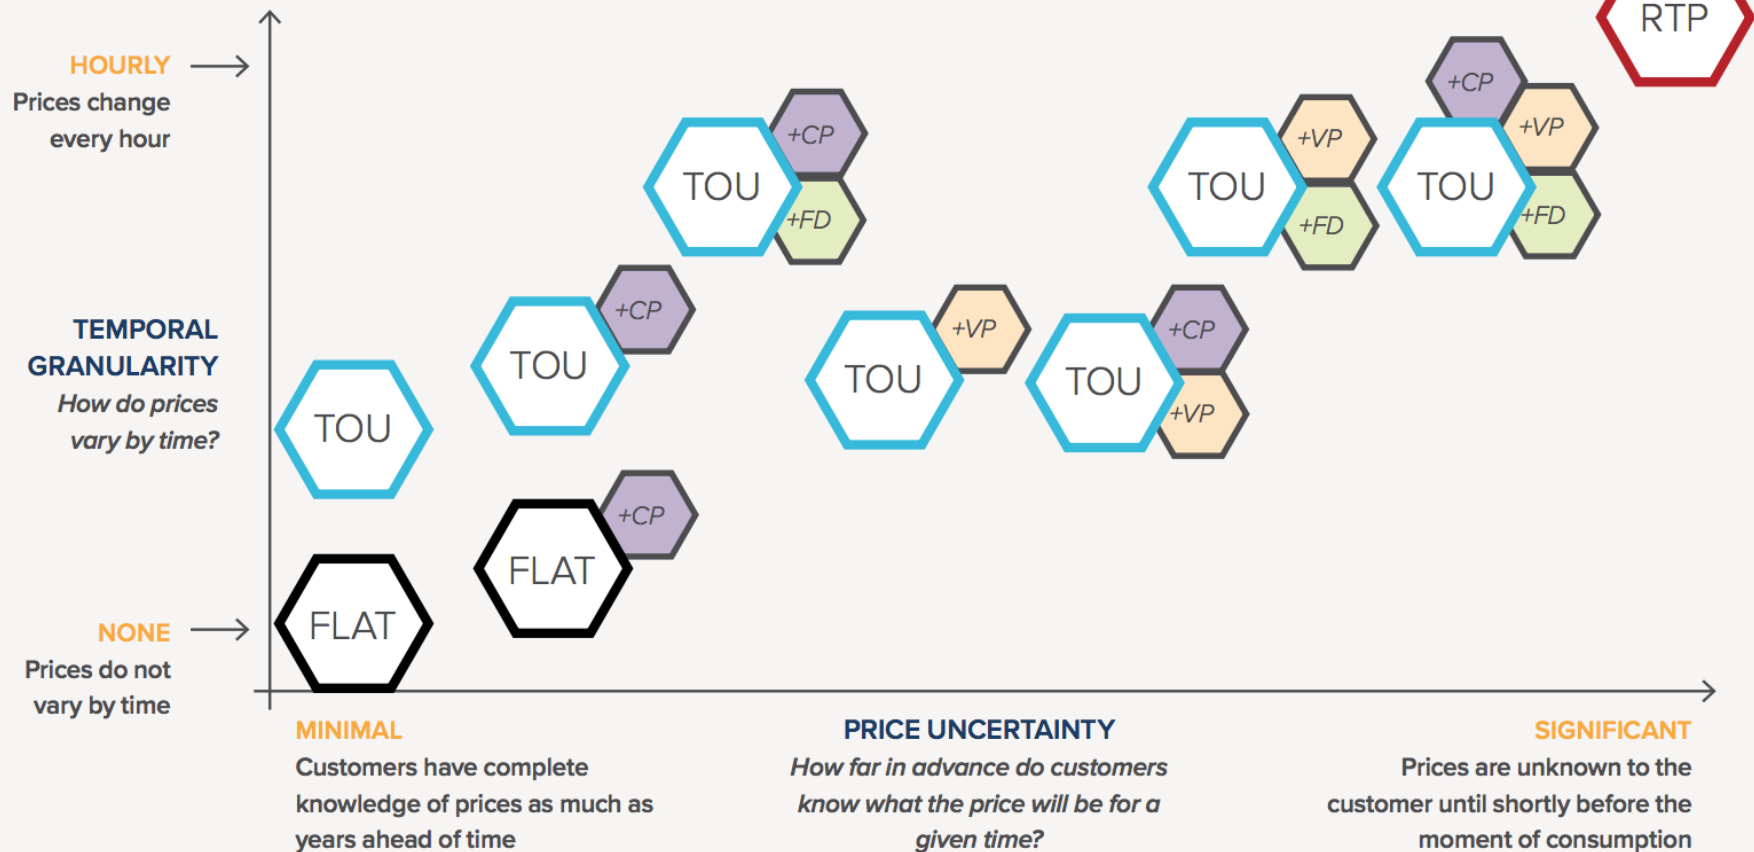 RTP
HOURLY
Prices change
every hour
+CP
+VP
+FD
TOU
+CP
+FD
TOU
+VP
+FD
TOU
TOU
+CP
TOU
+VP
TOU
+CP
+VP
TOU
TEMPORAL
GRANULARITY
How do prices
vary by time?
TOU
+CP
FLAT
FLAT
NONE
Prices do not
vary by time
MINIMAL
Customers have complete
knowledge of prices as much as
years ahead of time
PRICE UNCERTAINTY
How far in advance do customers
know what the price will be for a
given time?
SIGNIFICANT
Prices are unknown to the
customer until shortly before the
moment of consumption